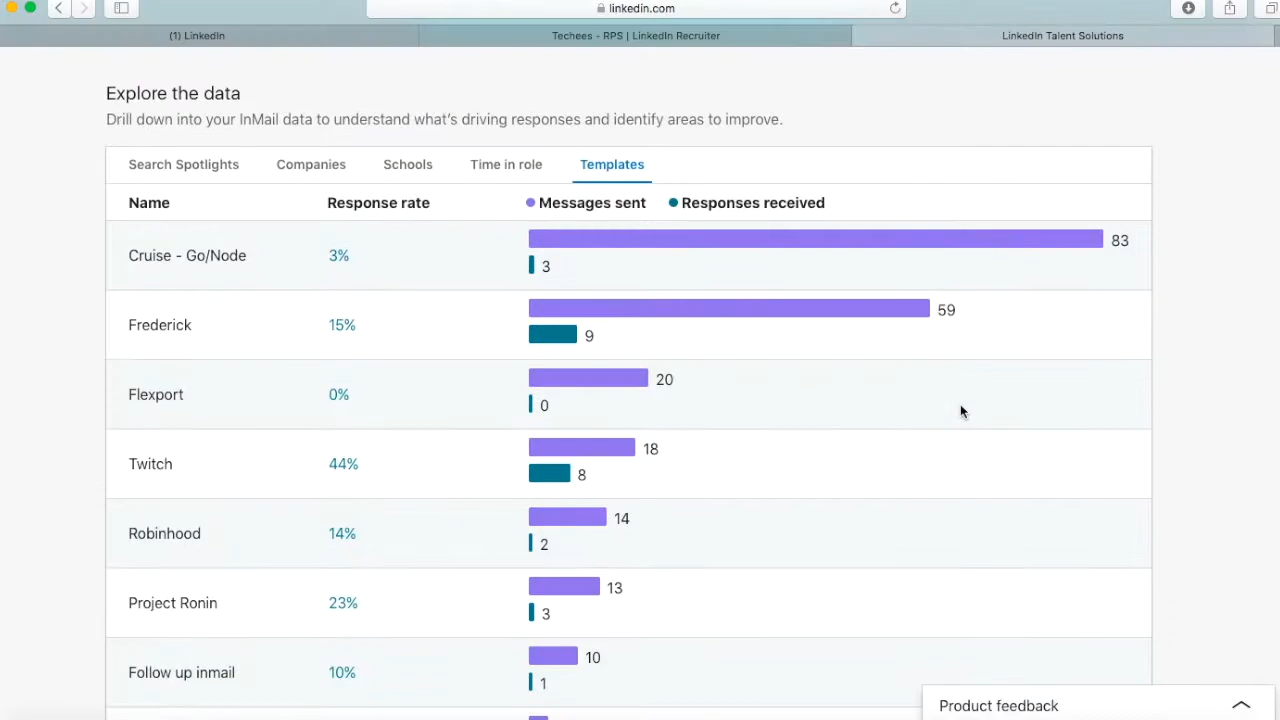 linkedin.com
(1) LinkedIn
Techees - RPS | LinkedIn Recruiter
LinkedIn Talent Solutions
Explore the data
Drill down into your InMail data to understand what's driving responses and identify areas to improve.
Search Spotlights Companies Schools Time in role Templates
Name Response rate Messages sent Responses received
Cruise - Go/Node 3% 83
3
Frederick 15% 59
9
Flexport 0% 20
0
Twitch 44% 18
8
Robinhood 14% 14
2
Project Ronin 23% 13
3
Follow up inmail 10% 10
1
Product feedback